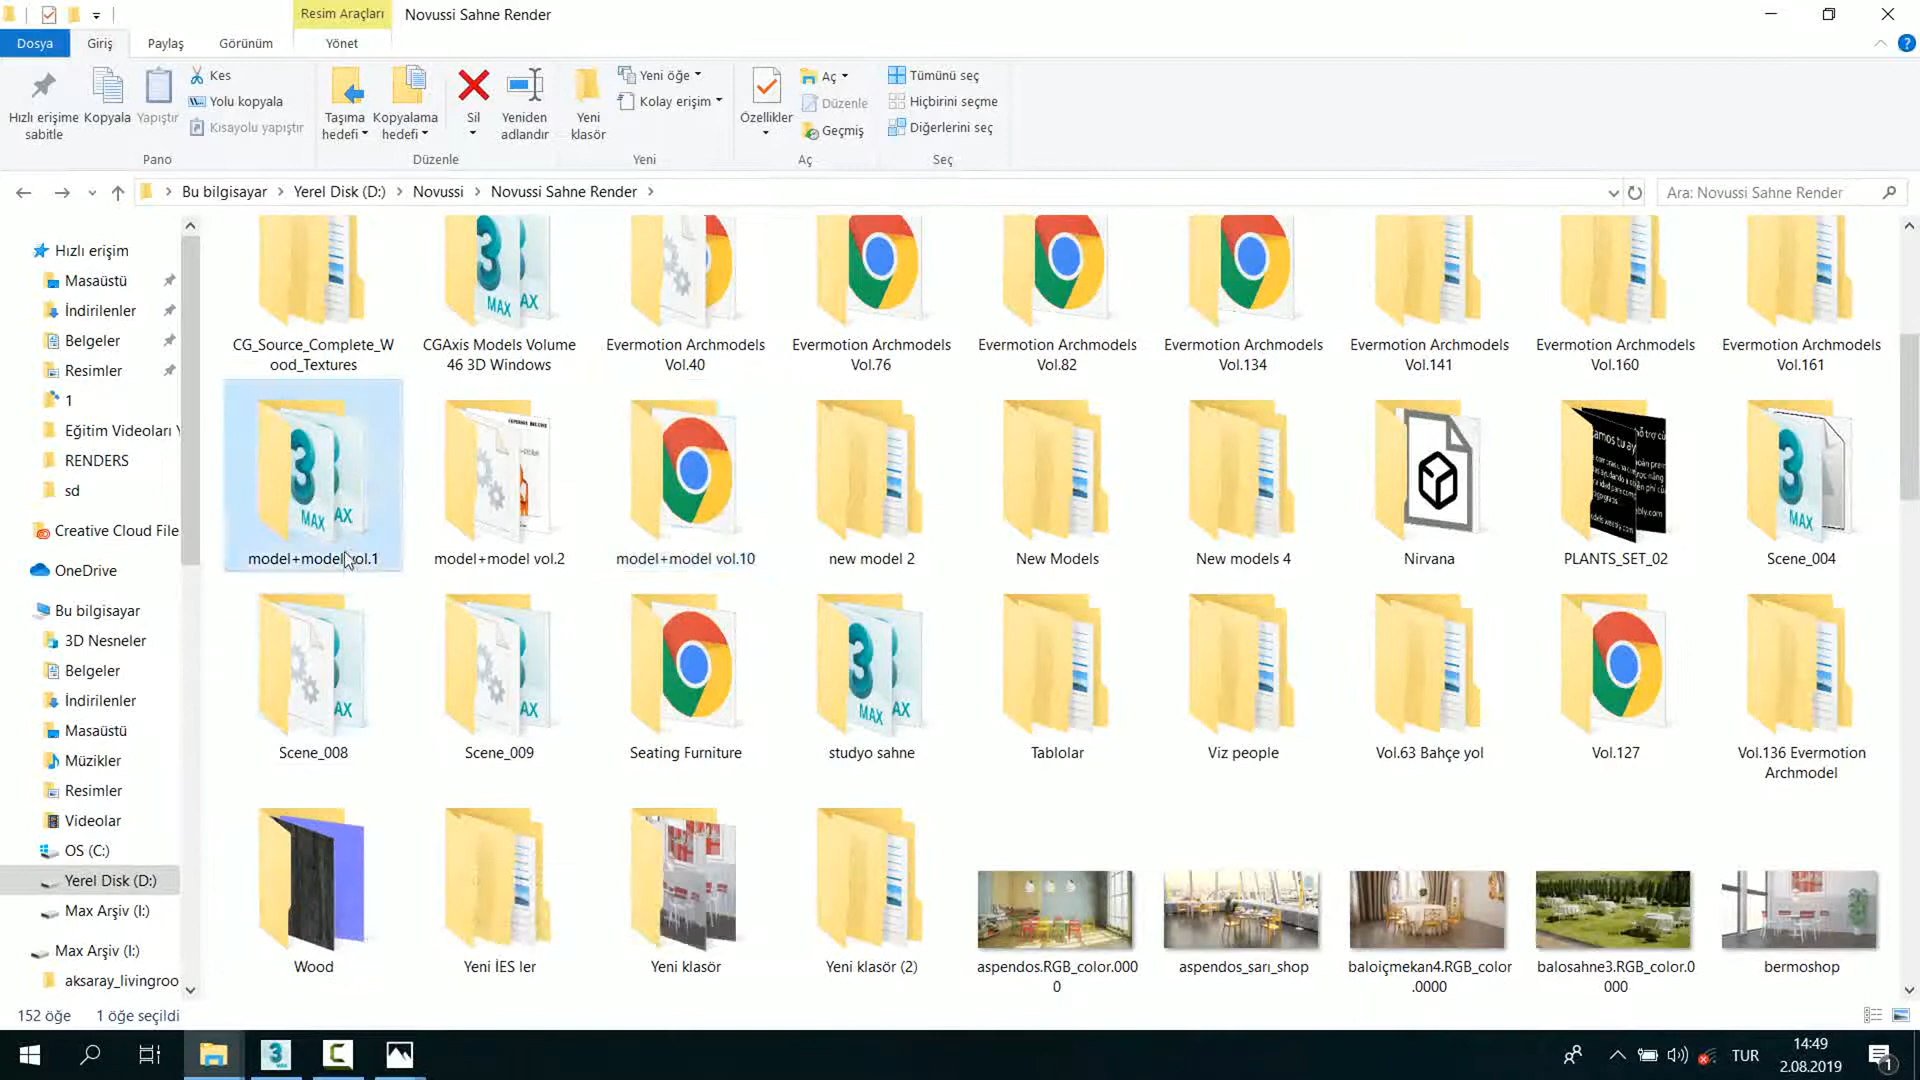 Resim Araçları
Novussi Sahne Render
Dosya
Giriş
Paylaş
Görünüm
Yönet
Hızlı erişime sabitle
Kopyala
Yapıştır
Kes
Yolu kopyala
Kısayolu yapıştır
Pano
Taşıma hedefi
Kopyalama hedefi
Sil
Yeniden adlandır
Düzenle
Yeni klasör
Yeni öğe
Kolay erişim
Yeni
Özellikler
Aç
Düzenle
Geçmiş
Aç
Tümünü seç
Hiçbirini seçme
Diğerlerini seç
Seç
Bu bilgisayar
Yerel Disk (D:)
Novussi
Novussi Sahne Render
Ara: Novussi Sahne Render
Hızlı erişim
Masaüstü
İndirilenler
Belgeler
Resimler
1
Eğitim Videoları
RENDERS
sd
Creative Cloud File
OneDrive
Bu bilgisayar
3D Nesneler
Belgeler
İndirilenler
Masaüstü
Müzikler
Resimler
Videolar
OS (C:)
Yerel Disk (D:)
Max Arşiv (I:)
Max Arşiv (I:)
aksaray_livingroo
CG_Source_Complete_W
ood_Textures
CGAxis Models Volume
46 3D Windows
Evermotion Archmodels
Vol.40
Evermotion Archmodels
Vol.76
Evermotion Archmodels
Vol.82
Evermotion Archmodels
Vol.134
Evermotion Archmodels
Vol.141
Evermotion Archmodels
Vol.160
Evermotion Archmodels
Vol.161
model+model vol.1
model+model vol.2
model+model vol.10
new model 2
New Models
New models 4
Nirvana
PLANTS_SET_02
Scene_004
Scene_008
Scene_009
Seating Furniture
studyo sahne
Tablolar
Viz people
Vol.63 Bahçe yol
Vol.127
Vol.136 Evermotion
Archmodel
Wood
Yeni İES ler
Yeni klasör
Yeni klasör (2)
aspendos.RGB_color.000
0
aspendos_sarı_shop
baloiçmekan4.RGB_color
.0000
balosahne3.RGB_color.0
000
bermoshop
152 öğe
1 öğe seçildi
TUR
14:49
2.08.2019
1